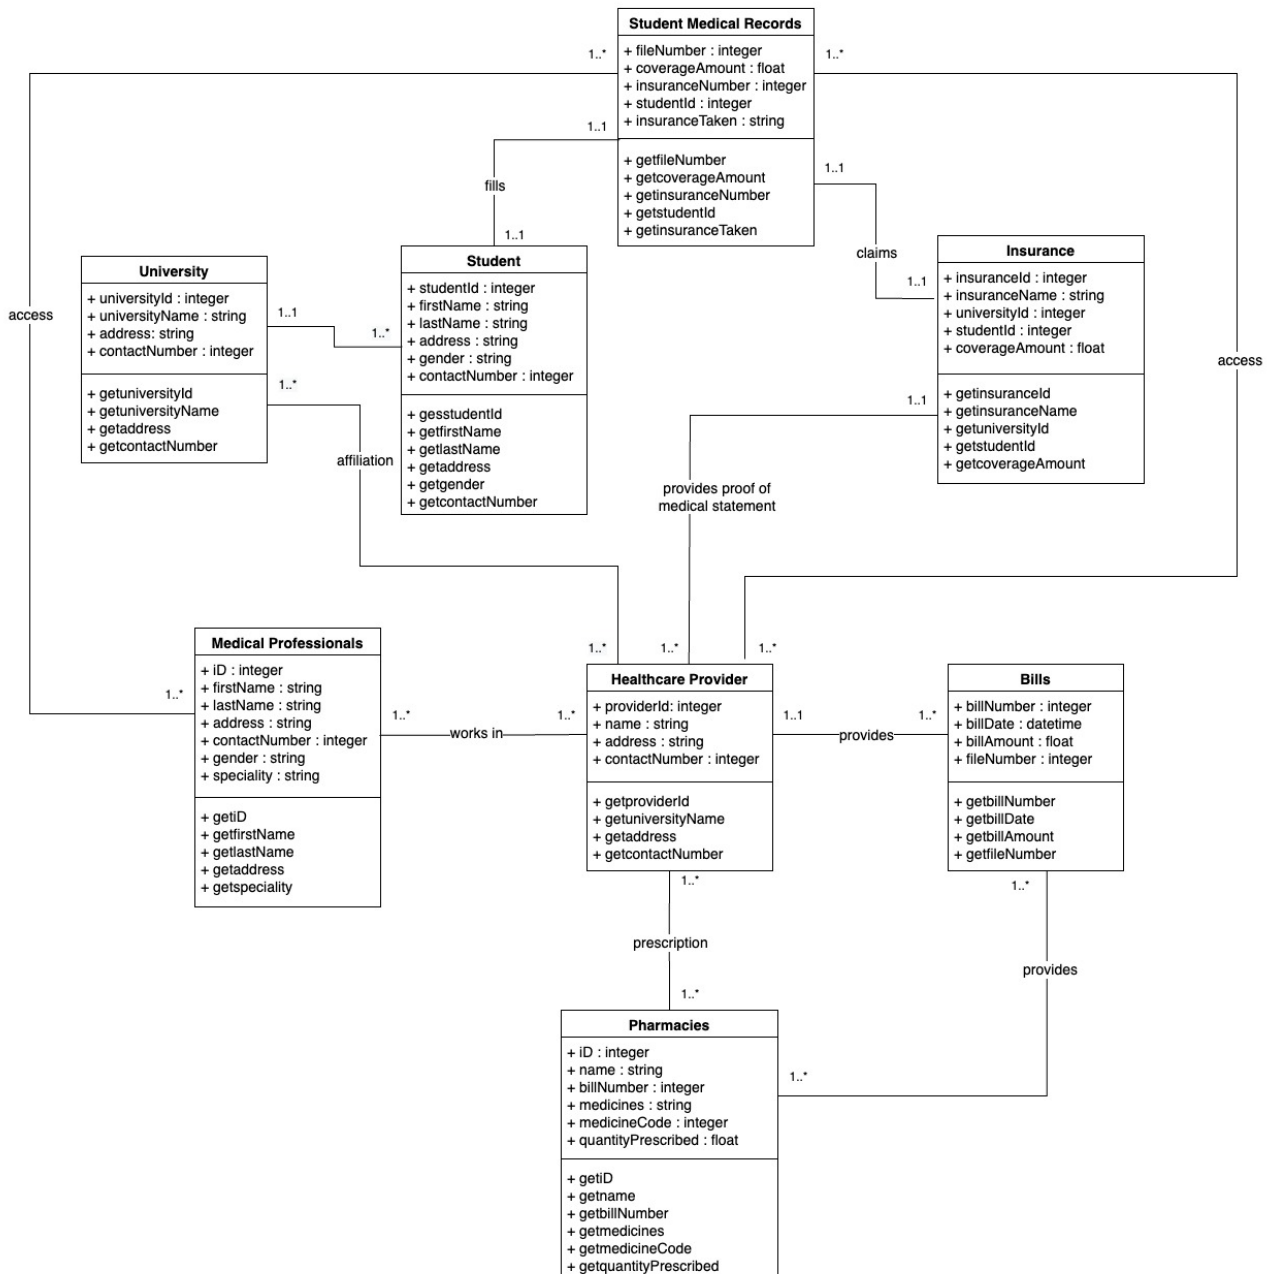 Student Medical Records
+ fileNumber : integer
+ coverageAmount : float
+ insuranceNumber : integer
+ studentId : integer
+ insuranceTaken : string
+ getfileNumber
+ getcoverageAmount
+ getinsuranceNumber
+ getstudentId
+ getinsuranceTaken
1..*
1..*
1..1
1..1
fills
1..1
claims
1..1
access
access
University
+ universityId : integer
+ universityName : string
+ address: string
+ contactNumber : integer
+ getuniversityId
+ getuniversityName
+ getaddress
+ getcontactNumber
1..1
1..*
1..*
affiliation
Student
+ studentId : integer
+ firstName : string
+ lastName : string
+ address : string
+ gender : string
+ contactNumber : integer
+ gesstudentId
+ getfirstName
+ getlastName
+ getaddress
+ getgender
+ getcontactNumber
Insurance
+ insuranceId : integer
+ insuranceName : string
+ universityId : integer
+ studentId : integer
+ coverageAmount : float
+ getinsuranceId
+ getinsuranceName
+ getuniversityId
+ getstudentId
+ getcoverageAmount
1..1
provides proof of
medical statement
1..*
1..*
1..*
Medical Professionals
+ iD : integer
+ firstName : string
+ lastName : string
+ address : string
+ contactNumber : integer
+ gender : string
+ speciality : string
+ getiD
+ getfirstName
+ getlastName
+ getaddress
+ getspeciality
1..*
1..*
works in
1..*
Healthcare Provider
+ providerId: integer
+ name : string
+ address : string
+ contactNumber : integer
+ getproviderId
+ getuniversityName
+ getaddress
+ getcontactNumber
1..1
provides
1..*
Bills
+ billNumber : integer
+ billDate : datetime
+ billAmount : float
+ fileNumber : integer
+ getbillNumber
+ getbillDate
+ getbillAmount
+ getfileNumber
1..*
prescription
1..*
1..*
provides
1..*
Pharmacies
+ iD : integer
+ name : string
+ billNumber : integer
+ medicines : string
+ medicineCode : integer
+ quantityPrescribed : float
+ getiD
+ getname
+ getbillNumber
+ getmedicines
+ getmedicineCode
+ getquantityPrescribed